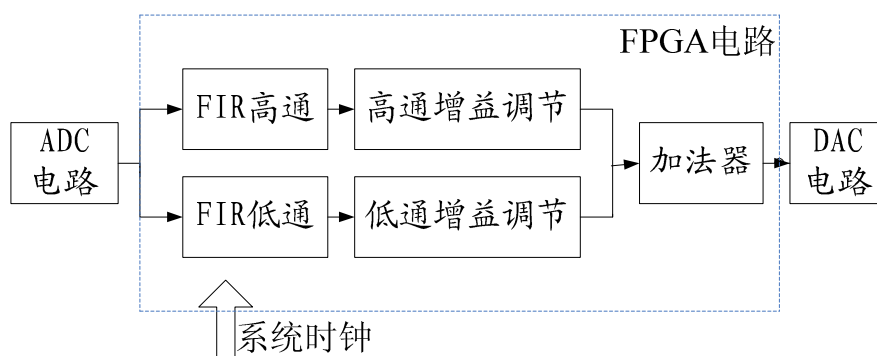 FPGA电路
FIR高通
高通增益调节
ADC
电路
加法器
DAC
电路
FIR低通
低通增益调节
系统时钟